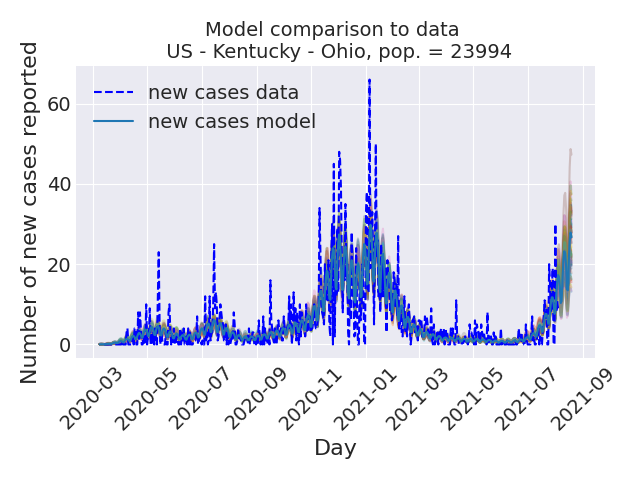 Model comparison to data
US - Kentucky - Ohio, pop. = 23994
Number of new cases reported
new cases data
new cases model
60
40
20
0
2020-03
2020-05
2020-07
2020-09
2020-11
2021-01
2021-03
2021-05
2021-07
2021-09
Day